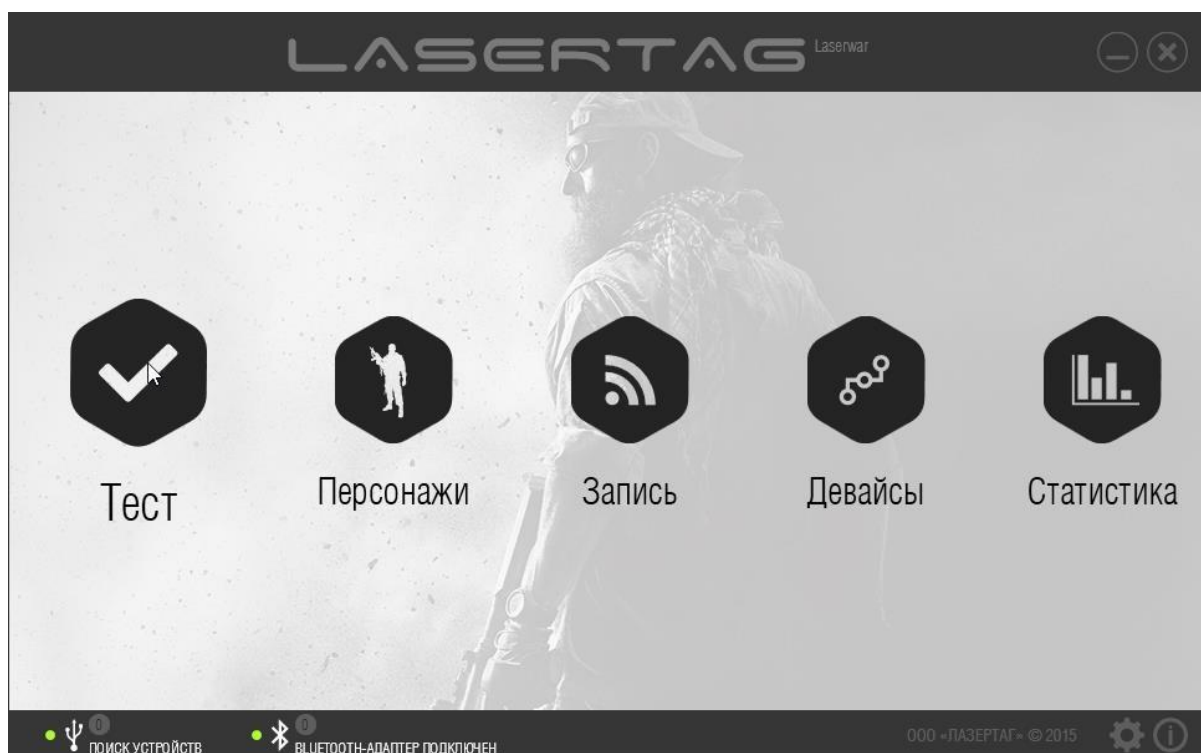 LASERTAG Laserwar
Тест Персонажи Запись Девайсы Статистика
0 0
ПОИСК УСТРОЙСТВ BLUETOOTH-АДАПТЕР ПОДКЛЮЧЕН ООО «ЛАЗЕРТАГ» © 2015